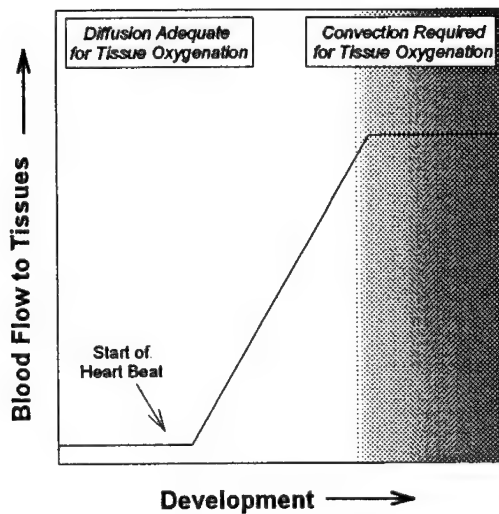 Diffusion Adequate
for Tissue Oxygenation
Convection Required
for Tissue Oxygenation
Blood Flow to Tissues
Start of
Heart Beat
Development